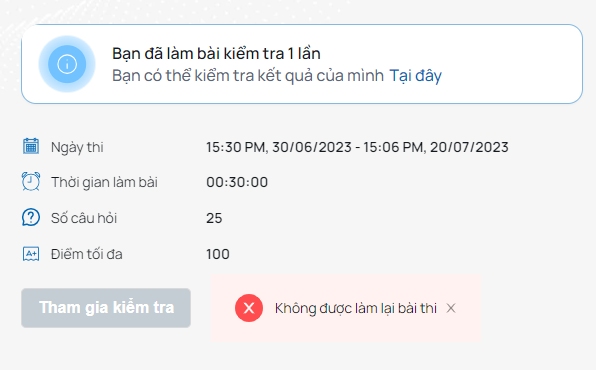 Bạn đã làm bài kiểm tra 1 lần
Bạn có thể kiểm tra kết quả của mình Tại đây
Ngày thi 15:30 PM, 30/06/2023 - 15:06 PM, 20/07/2023
Thời gian làm bài 00:30:00
Số câu hỏi 25
Điểm tối đa 100
Tham gia kiểm tra Không được làm lại bài thi